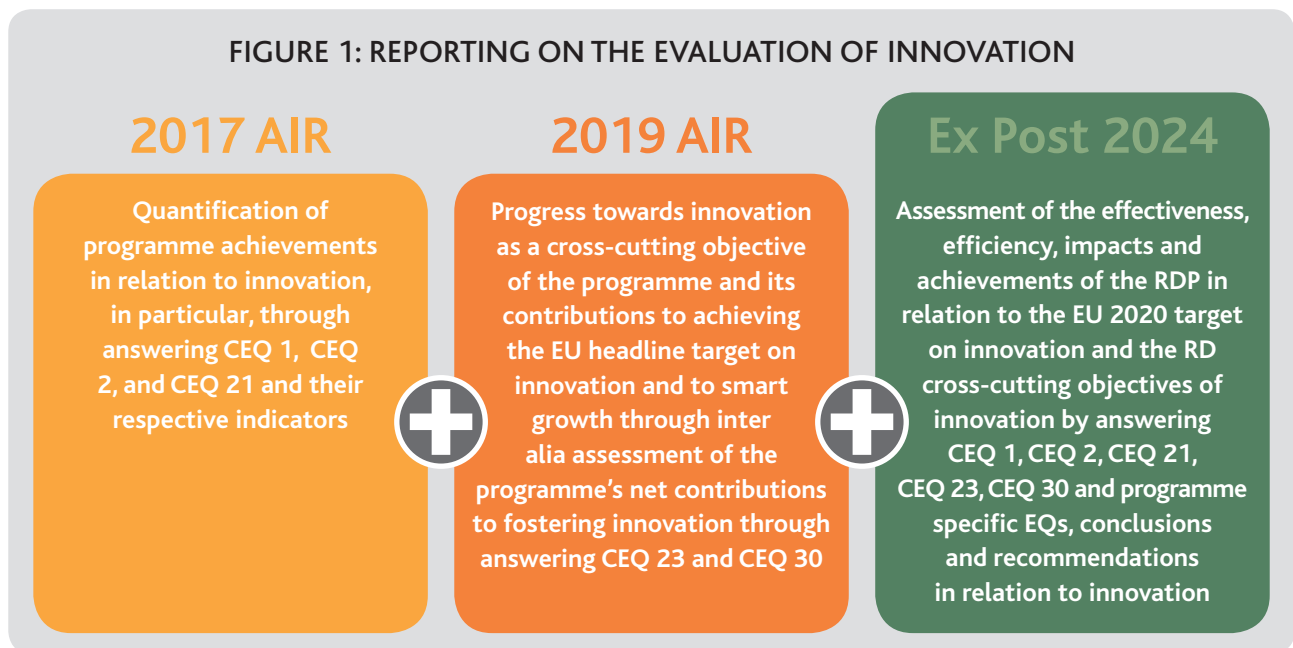 FIGURE 1: REPORTING ON THE EVALUATION OF INNOVATION
2017 AIR
Quantification of
programme achievements
in relation to innovation,
in particular, through
answering CEQ 1, CEQ
2, and CEQ 21 and their
respective indicators
2019 AIR
Progress towards innovation
as a cross-cutting objective
of the programme and its
contributions to achieving
the EU headline target on
innovation and to smart
growth through inter
alia assessment of the
programme’s net contributions
to fostering innovation through
answering CEQ 23 and CEQ 30
Ex Post 2024
Assessment of the effectiveness,
efficiency, impacts and
achievements of the RDP in
relation to the EU 2020 target
on innovation and the RD
cross-cutting objectives of
innovation by answering
CEQ 1, CEQ 2, CEQ 21,
CEQ 23, CEQ 30 and programme
specific EQs, conclusions
and recommendations
in relation to innovation